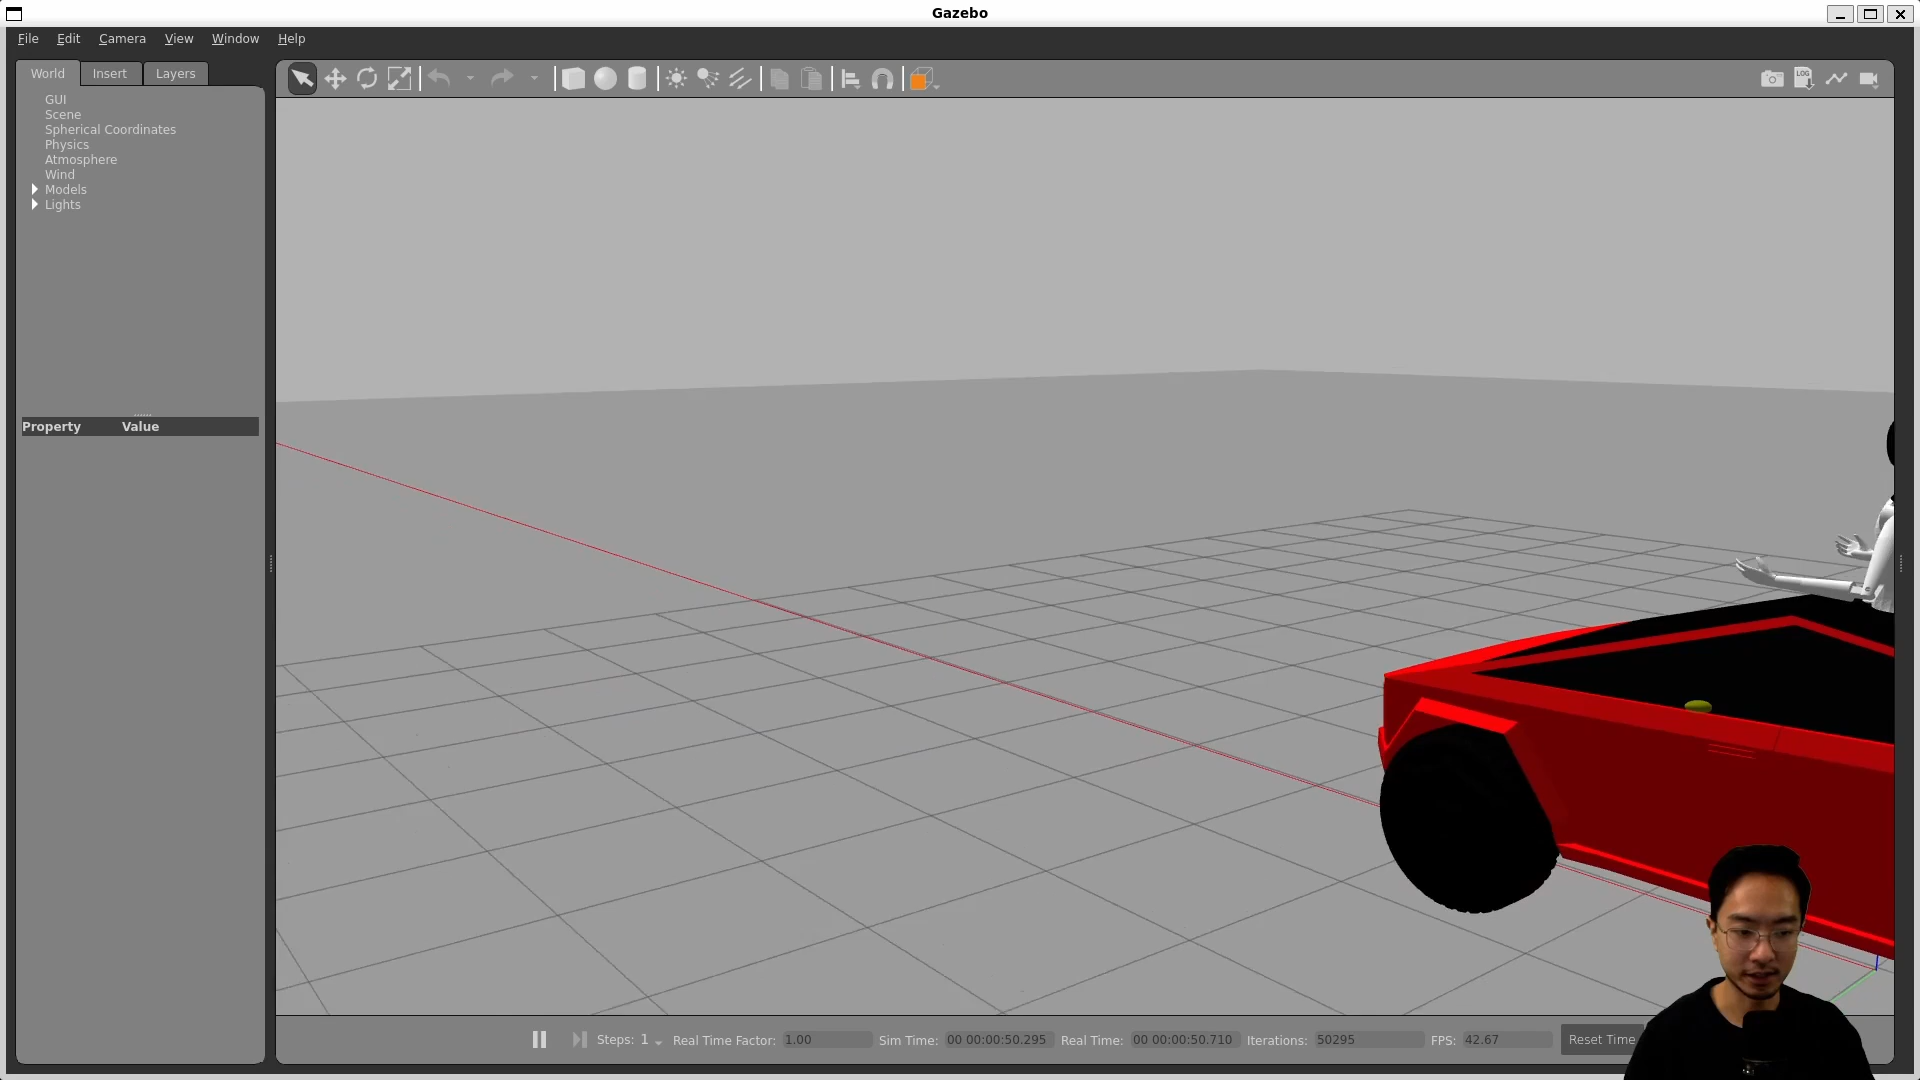 Gazebo
File Edit Camera View Window Help
World Insert Layers
GUI
Scene
Spherical Coordinates
Physics
Atmosphere
Wind
Models
Lights
Property Value
LOG
Steps: 1 Real Time Factor: 1.00 Sim Time: 00 00:00:50.295 Real Time: 00 00:00:50.710 Iterations: 50295 FPS: 42.67 Reset Time